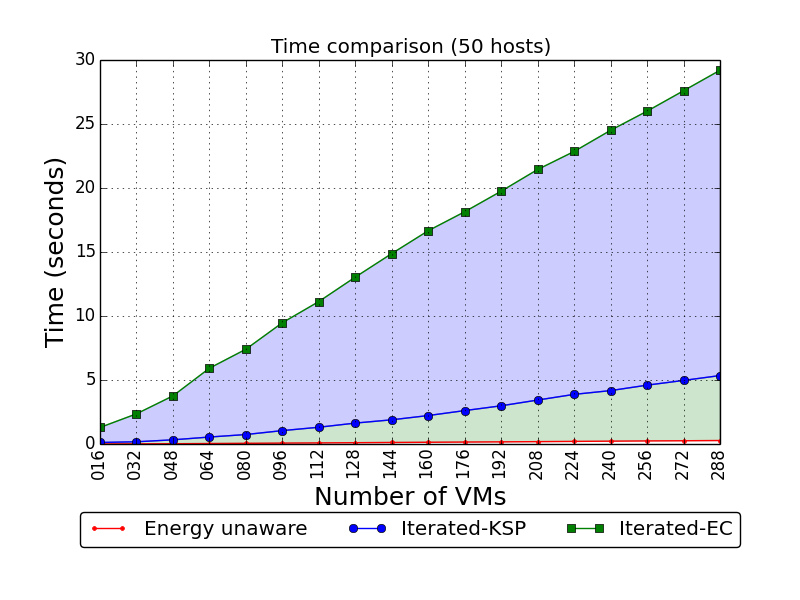 Time comparison (50 hosts)
Time (seconds)
30
25
20
15
10
5
0
016 032 048 064 080 096 112 128 144 160 176 192 208 224 240 256 272 288
Number of VMs
Energy unaware Iterated-KSP Iterated-EC